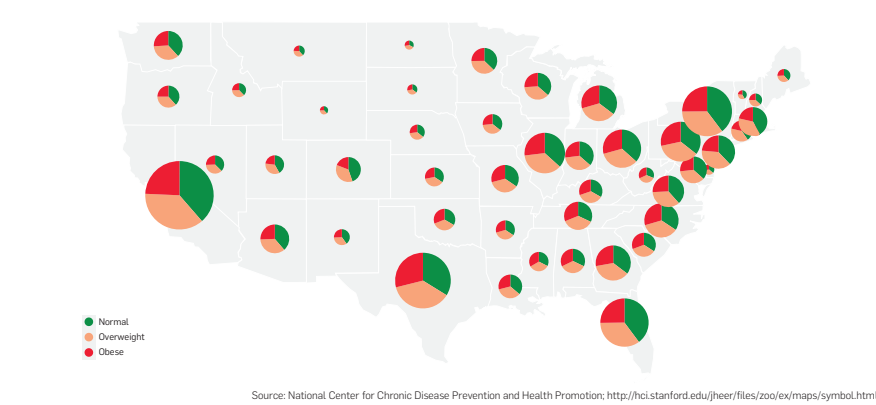 Normal
Overweight
Obese
Source: National Center for Chronic Disease Prevention and Health Promotion; http://hci.stanford.edu/jheer/files/zoo/ex/maps/symbol.html